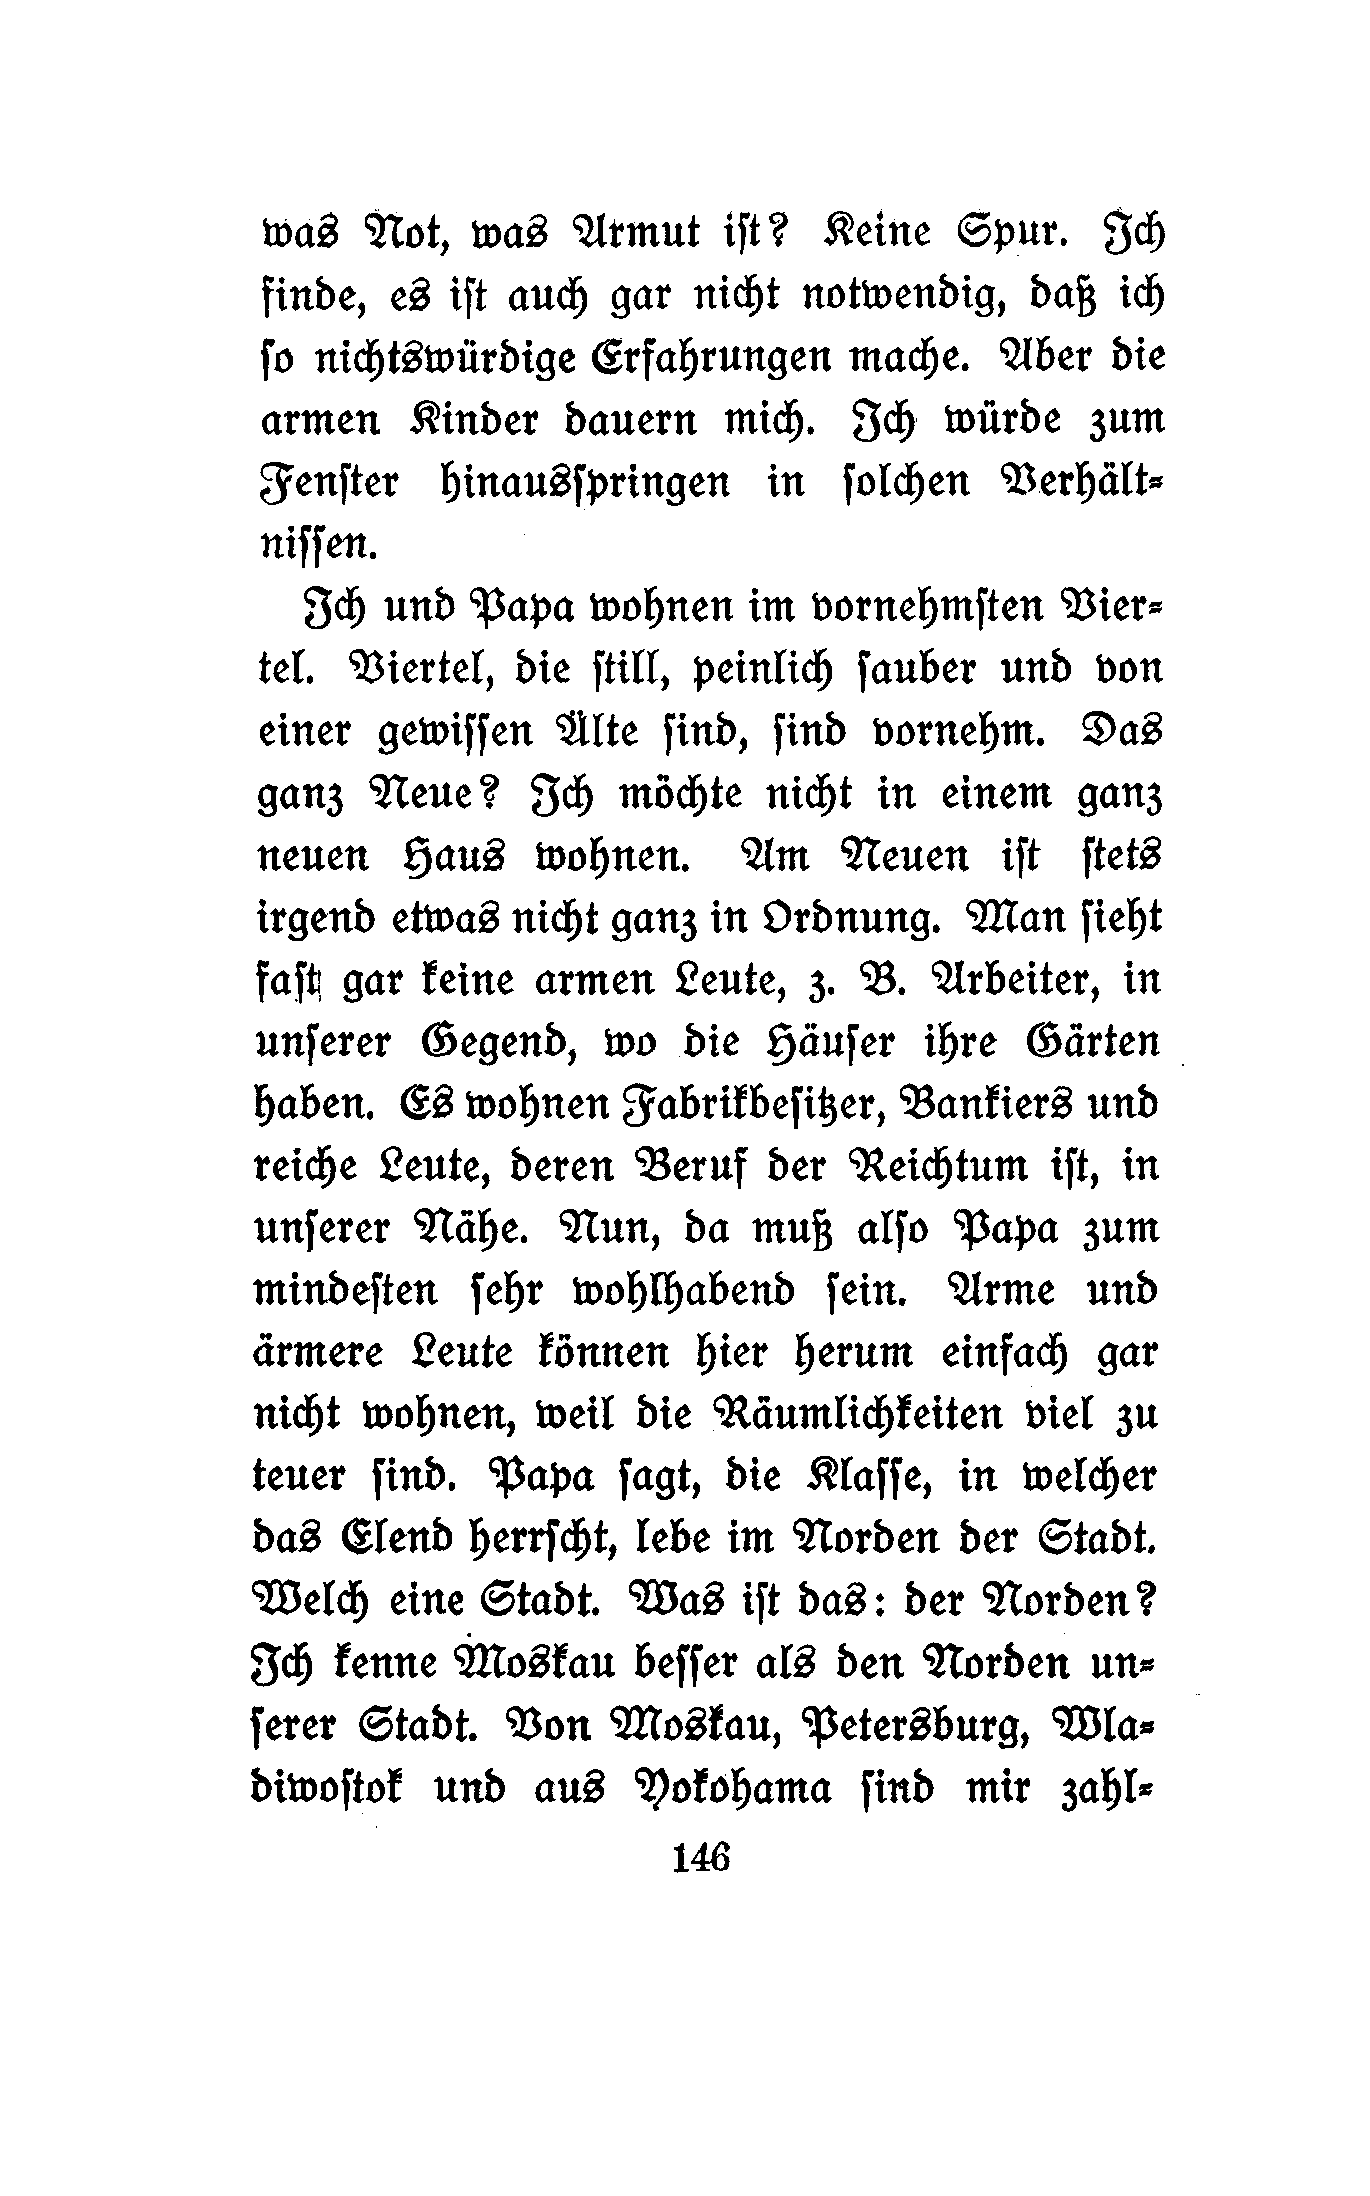 was Not, was Armut ist? Keine Spur. Ich
finde, es ist auch gar nicht notwendig, daß ich
so nichtswürdige Erfahrungen mache. Aber die
armen Kinder dauern mich. Ich würde zum
Fenster hinausspringen in solchen Verhält-
nissen.
Ich und Papa wohnen im vornehmsten Vier-
tel. Viertel, die still, peinlich sauber und von
einer gewissen Älte sind, sind vornehm. Das
ganz Neue? Ich möchte nicht in einem ganz
neuen Haus wohnen. Am Neuen ist stets
irgend etwas nicht ganz in Ordnung. Man sieht
fast gar keine armen Leute, z. B. Arbeiter, in
unserer Gegend, wo die Häuser ihre Gärten
haben. Es wohnen Fabrikbesitzer, Bankiers und
reiche Leute, deren Beruf der Reichtum ist, in
unserer Nähe. Nun, da muß also Papa zum
mindesten sehr wohlhabend sein. Arme und
ärmere Leute können hier herum einfach gar
nicht wohnen, weil die Räumlichkeiten viel zu
teuer sind. Papa sagt, die Klasse, in welcher
das Elend herrscht, lebe im Norden der Stadt.
Welch eine Stadt. Was ist das: der Norden?
Ich kenne Moskau besser als den Norden un-
serer Stadt. Von Moskau, Petersburg, Wla-
diwostok und aus Yokohama sind mir zahl-
146